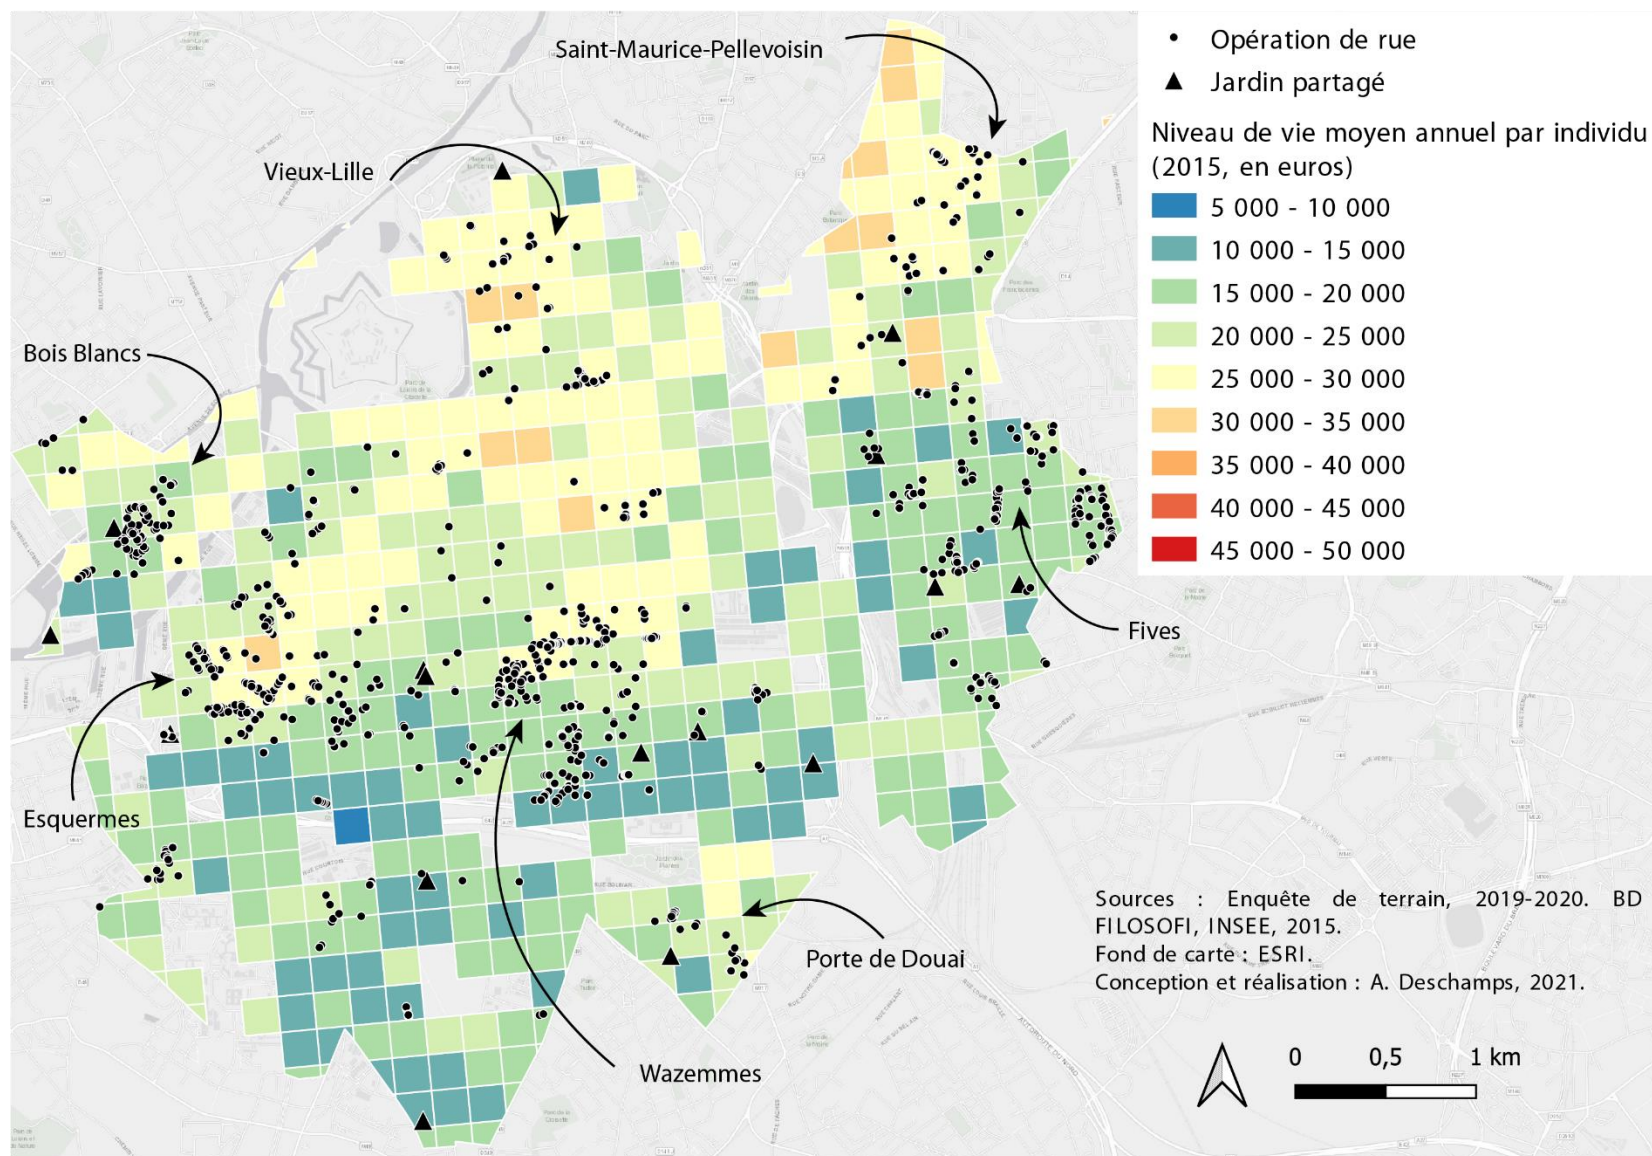 Saint-Maurice-Pellevoisin
Vieux-Lille
Bois Blancs
Esquermes
Fives
Porte de Douai
Wazemmes
Opération de rue
Jardin partagé
Niveau de vie moyen annuel par individu
(2015, en euros)
5 000 - 10 000
10 000 - 15 000
15 000 - 20 000
20 000 - 25 000
25 000 - 30 000
30 000 - 35 000
35 000 - 40 000
40 000 - 45 000
45 000 - 50 000
Sources : Enquête de terrain, 2019-2020. BD
FILOSOFI, INSEE, 2015.
Fond de carte : ESRI.
Conception et réalisation : A. Deschamps, 2021.
0 0,5 1 km
AUTOROUTE DU NORD